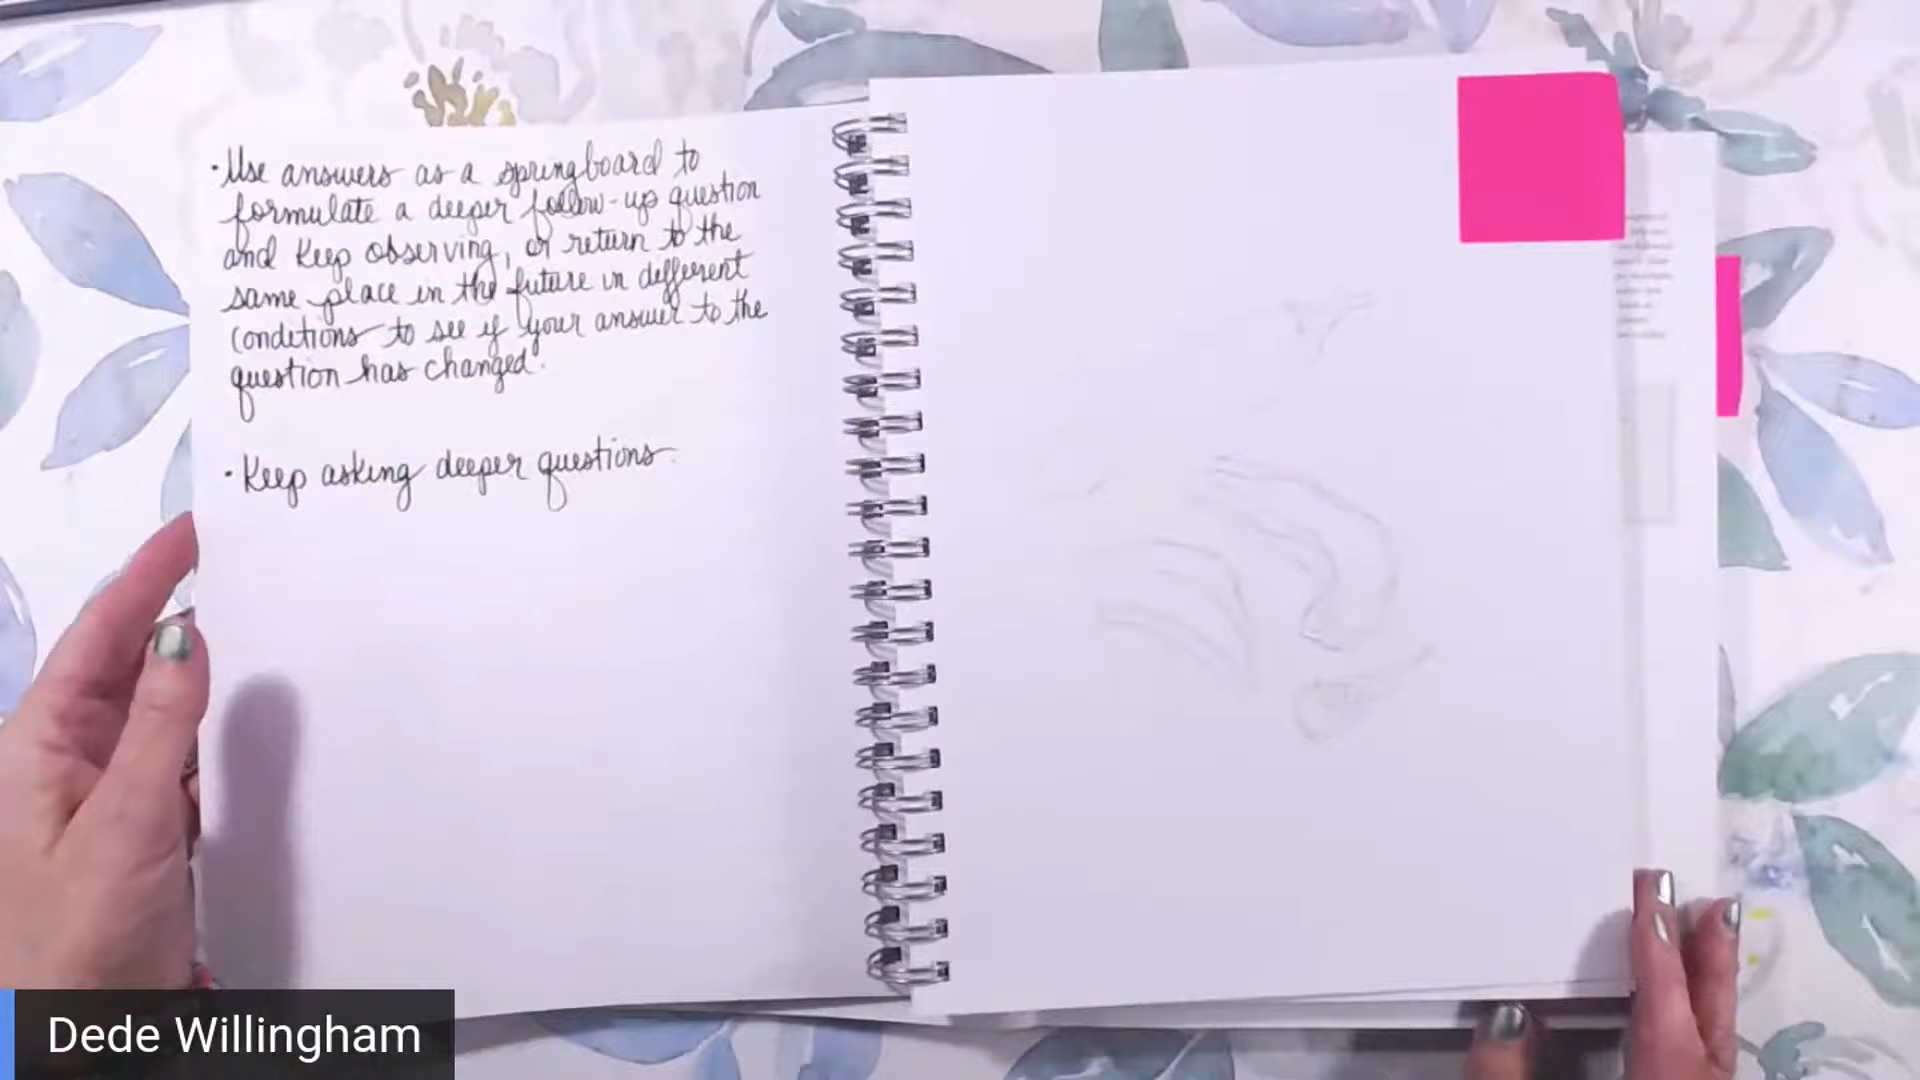 • Use answers as a springboard to
formulate a deeper follow-up question
and keep observing, or return to the
same place in the future in different
conditions to see if your answer to the
question has changed.
• Keep asking deeper questions.
Dede Willingham